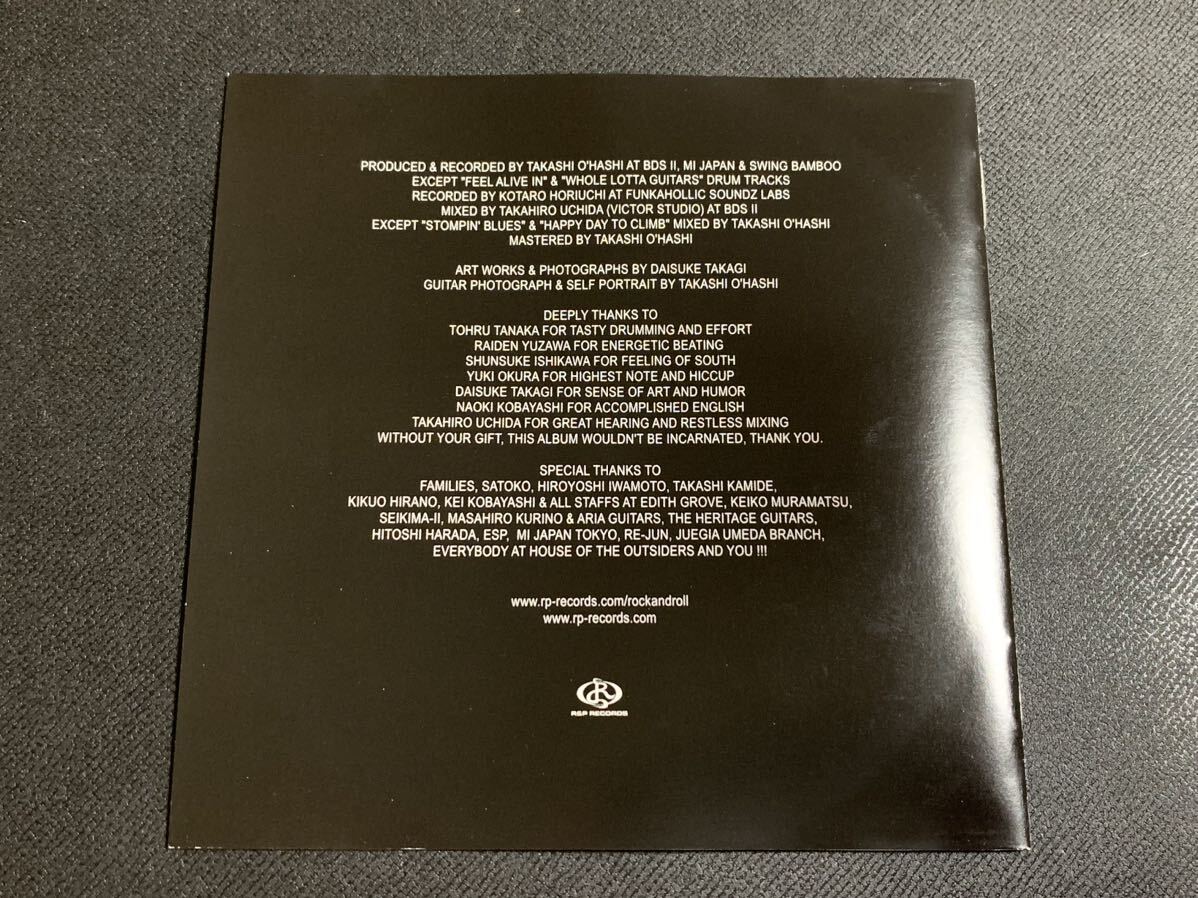 PRODUCED & RECORDED BY TAKASHI O'HASHI AT BDS II, MI JAPAN & SWING BAMBOO
EXCEPT "FEEL ALIVE IN" & "WHOLE LOTTA GUITARS" DRUM TRACKS
RECORDED BY KOTARO HORIUCHI AT FUNKAHOLLIC SOUNDZ LABS
MIXED BY TAKAHIRO UCHIDA (VICTOR STUDIO) AT BDS II
EXCEPT "STOMPIN' BLUES" & "HAPPY DAY TO CLIMB" MIXED BY TAKASHI O'HASHI
MASTERED BY TAKASHI O'HASHI
ART WORKS & PHOTOGRAPHS BY DAISUKE TAKAGI
GUITAR PHOTOGRAPH & SELF PORTRAIT BY TAKASHI O'HASHI
DEEPLY THANKS TO
TOHRU TANAKA FOR TASTY DRUMMING AND EFFORT
RAIDEN YUZAWA FOR ENERGETIC BEATING
SHUNSUKE ISHIKAWA FOR FEELING OF SOUTH
YUKI OKURA FOR HIGHEST NOTE AND HICCUP
DAISUKE TAKAGI FOR SENSE OF ART AND HUMOR
NAOKI KOBAYASHI FOR ACCOMPLISHED ENGLISH
TAKAHIRO UCHIDA FOR GREAT HEARING AND RESTLESS MIXING
WITHOUT YOUR GIFT, THIS ALBUM WOULDN'T BE INCARNATED, THANK YOU.
SPECIAL THANKS TO
FAMILIES, SATOKO, HIROYOSHI IWAMOTO, TAKASHI KAMIDE,
KIKUO HIRANO, KEI KOBAYASHI & ALL STAFFS AT EDITH GROVE, KEIKO MURAMATSU,
SEIKIMA-II, MASAHIRO KURINO & ARIA GUITARS, THE HERITAGE GUITARS,
HITOSHI HARADA, ESP, MI JAPAN TOKYO, RE-JUN, JUEGIA UMEDA BRANCH,
EVERYBODY AT HOUSE OF THE OUTSIDERS AND YOU !!!
www.rp-records.com/rockandroll
www.rp-records.com
R&P RECORDS